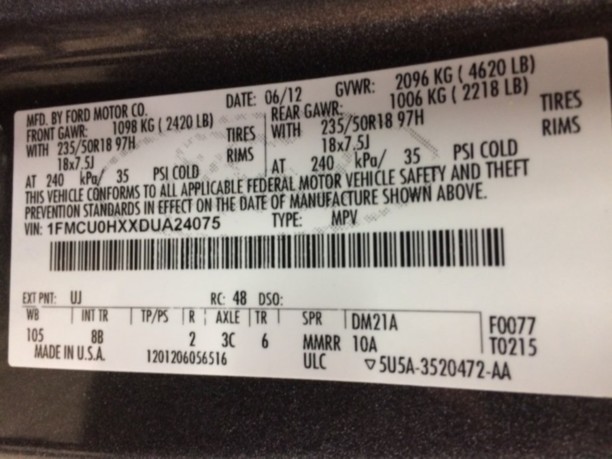 MFD. BY FORD MOTOR CO. DATE: 06/12 GVWR: 2096 KG ( 4620 LB)
FRONT GAWR: 1098 KG ( 2420 LB) REAR GAWR: 1006 KG ( 2218 LB)
WITH 235/50R18 97H TIRES WITH 235/50R18 97H TIRES
18x7.5J RIMS 18x7.5J RIMS
AT 240 kPa/ 35 PSI COLD AT 240 kPa/ 35 PSI COLD
THIS VEHICLE CONFORMS TO ALL APPLICABLE FEDERAL MOTOR VEHICLE SAFETY AND THEFT
PREVENTION STANDARDS IN EFFECT ON THE DATE OF MANUFACTURE SHOWN ABOVE.
VIN: 1FMCU0HXXDUA24075 TYPE: MPV
EXT PNT: UJ RC: 48 DSO:
WB INT TR TP/PS R AXLE TR SPR DM21A F0077
105 8B 2 3C 6 MMRR 10A T0215
MADE IN U.S.A. 1201206056516 ULC ▽5U5A-3520472-AA